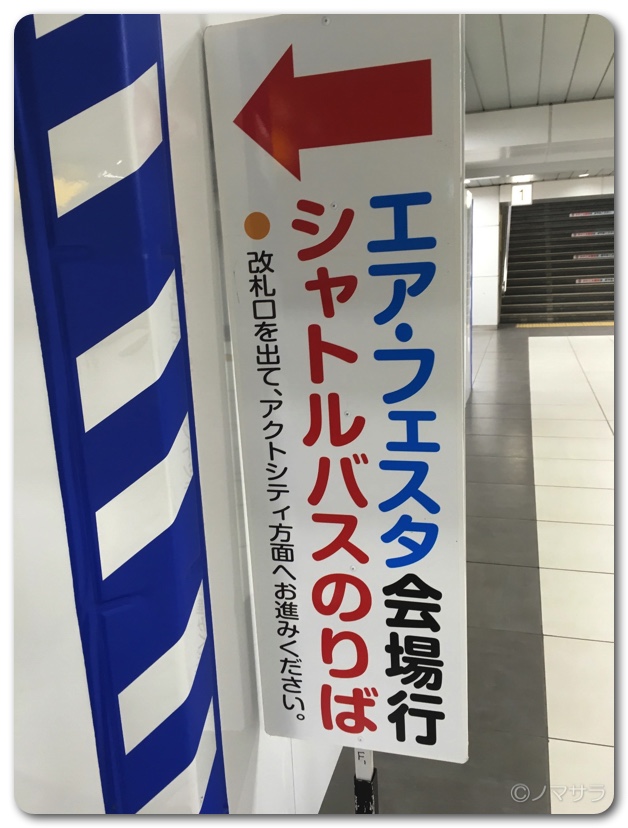 エア・フェスタ会場行
シャトルバスのりば
改札口を出て、アクトシティ方面へお進みください。
1
F,
©ノマサラ